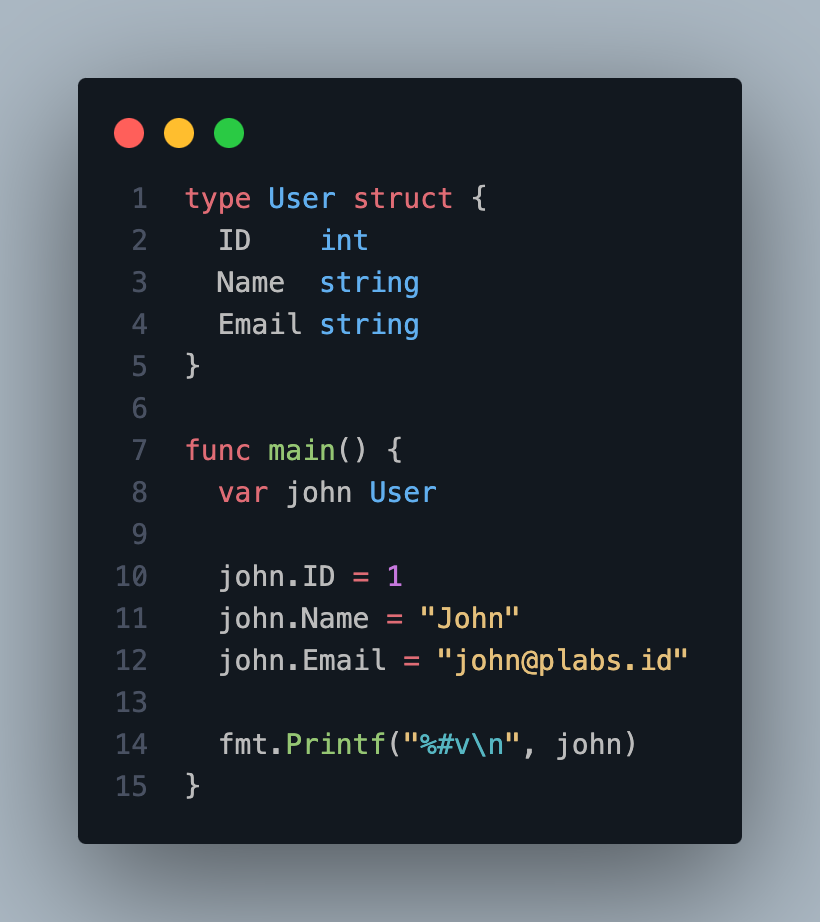 1 type User struct {
2   ID    int
3   Name  string
4   Email string
5 }
6
7 func main() {
8   var john User
9
10   john.ID = 1
11   john.Name = "John"
12   john.Email = "john@plabs.id"
13
14   fmt.Printf("%#v\n", john)
15 }